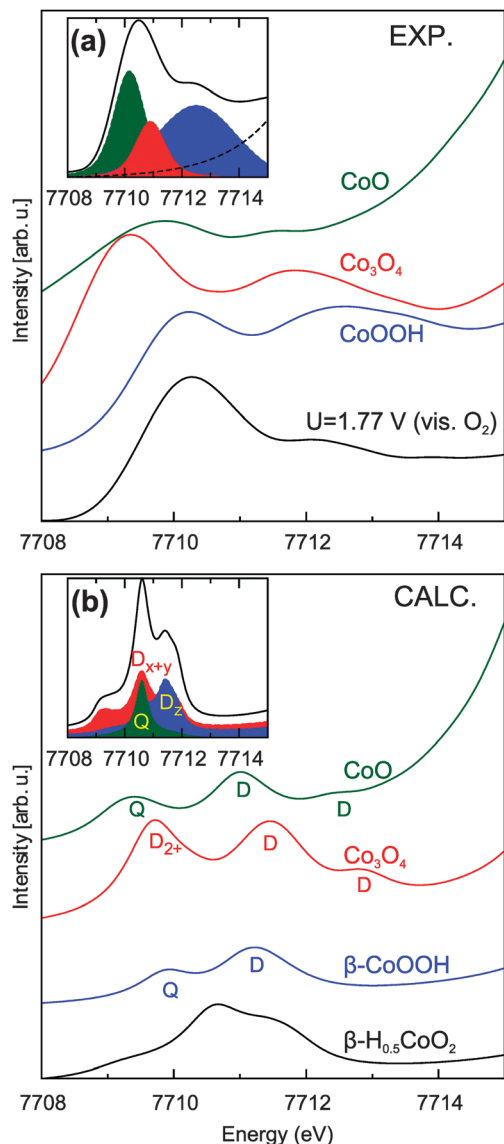 (a)
EXP.
7708 7710 7712 7714
CoO
Co₃O₄
CoOOH
U=1.77 V (vis. O₂)
Intensity [arb. u.]
7708 7710 7712 7714
(b)
CALC.
Dₓ₊ᵧ
D_z
Q
7708 7710 7712 7714
CoO
Q
D
D
Co₃O₄
D₂₊
D
D
β-CoOOH
Q
D
β-H₀.₅CoO₂
Intensity [arb. u.]
7708 7710 7712 7714
Energy (eV)